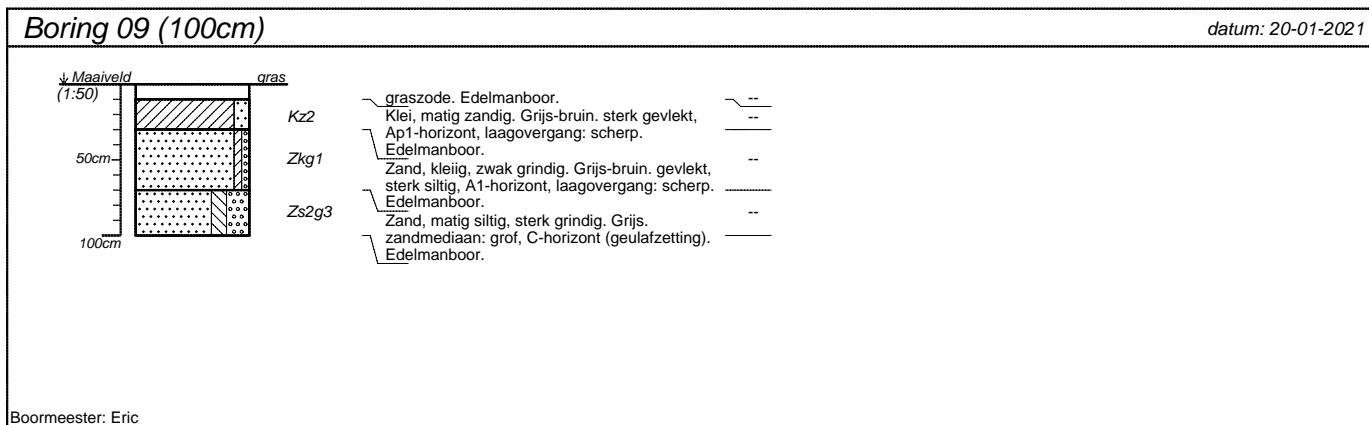 Boring 09 (100cm)
datum: 20-01-2021
Maaiveld
gras
(1:50)
50cm
100cm
Kz2
Zkg1
Zs2g3
graszode. Edelmanboor.
Klei, matig zandig. Grijs-bruin. sterk gevlekt,
Ap1-horizont, laagovergang: scherp.
Edelmanboor.
Zand, kleiig, zwak grindig. Grijs-bruin. gevlekt,
sterk siltig, A1-horizont, laagovergang: scherp.
Edelmanboor.
Zand, matig siltig, sterk grindig. Grijs.
zandmediaan: grof, C-horizont (geulafzetting).
Edelmanboor.
--
--
--
--
Boormeester: Eric